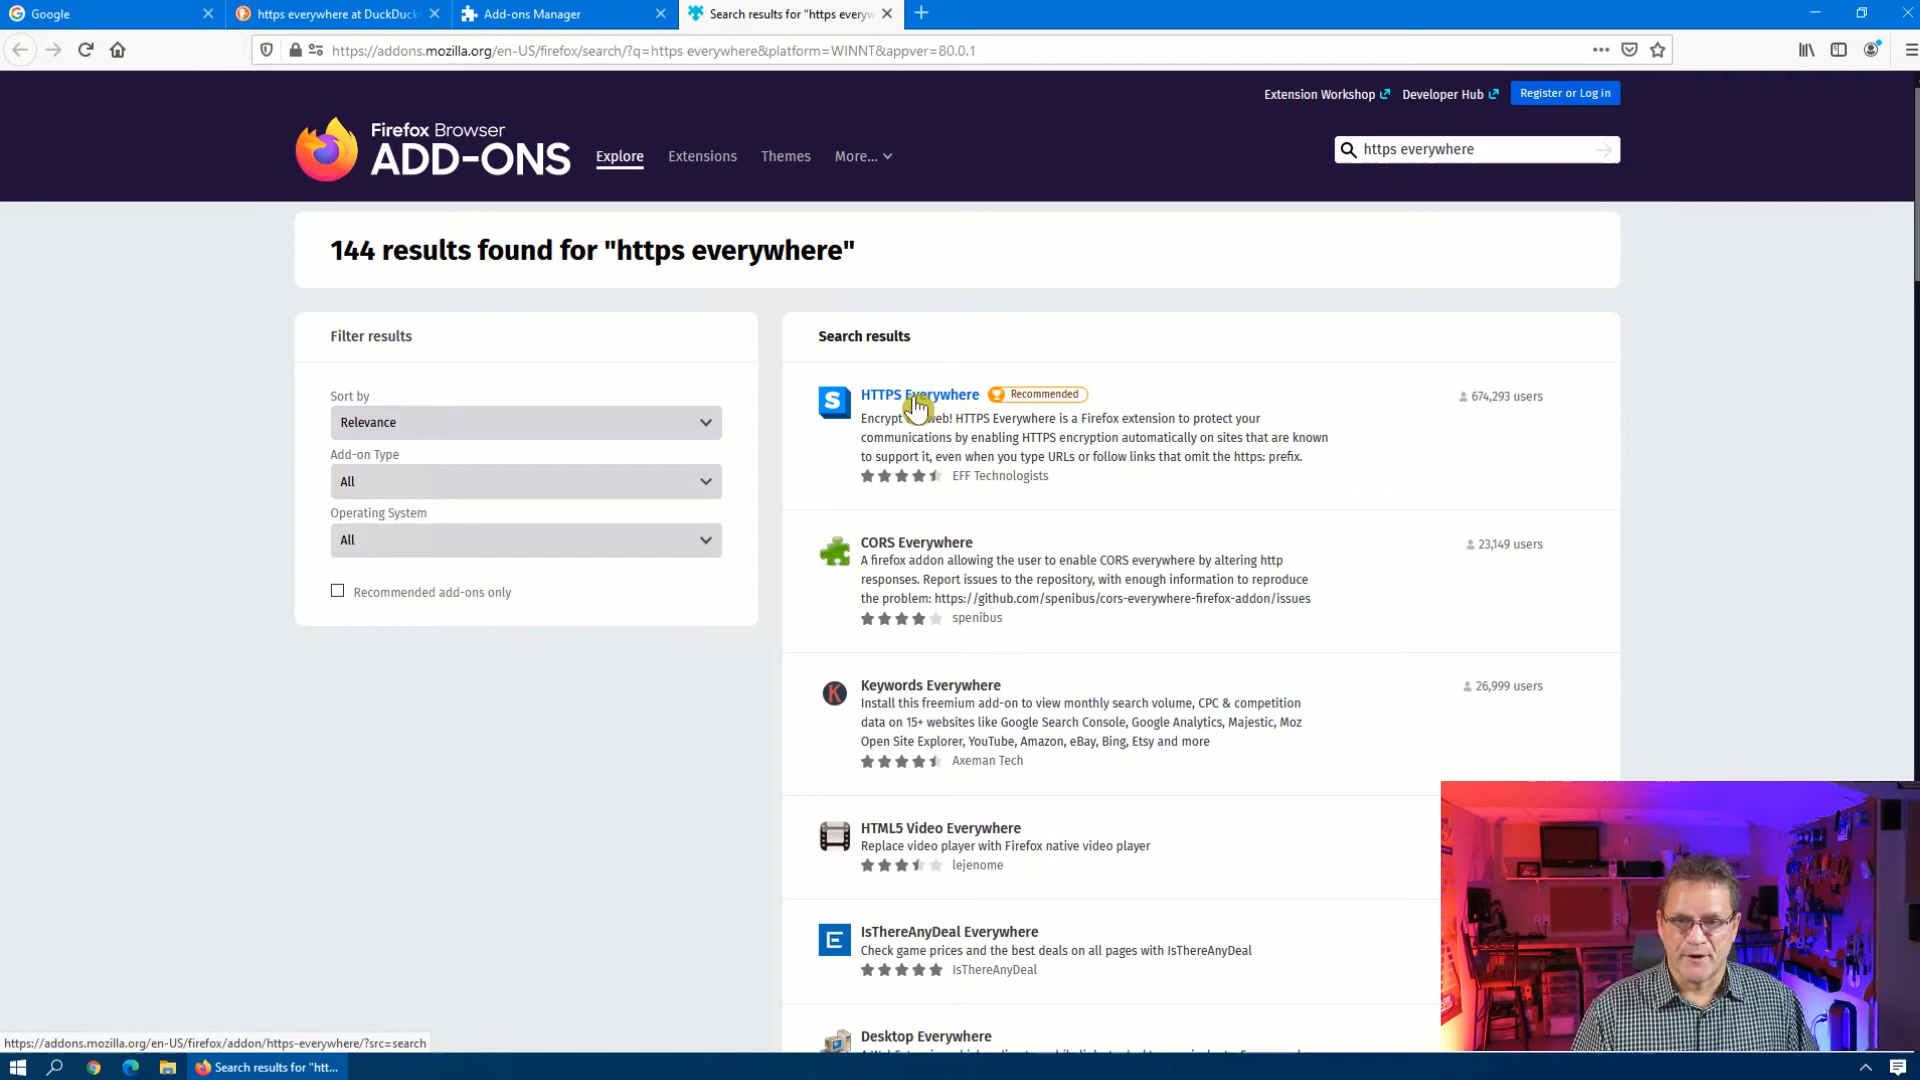 Google
https everywhere at DuckDuck
Add-ons Manager
Search results for "https everyw
https://addons.mozilla.org/en-US/firefox/search/?q=https everywhere&platform=WINNT&appver=80.0.1
Extension Workshop
Developer Hub
Register or Log in
Firefox Browser
ADD-ONS
Explore
Extensions
Themes
More...
https everywhere
144 results found for "https everywhere"
Filter results
Sort by
Relevance
Add-on Type
All
Operating System
All
Recommended add-ons only
Search results
HTTPS Everywhere
Recommended
674,293 users
Encrypt web! HTTPS Everywhere is a Firefox extension to protect your
communications by enabling HTTPS encryption automatically on sites that are known
to support it, even when you type URLs or follow links that omit the https: prefix.
EFF Technologists
CORS Everywhere
23,149 users
A firefox addon allowing the user to enable CORS everywhere by altering http
responses. Report issues to the repository, with enough information to reproduce
the problem: https://github.com/spenibus/cors-everywhere-firefox-addon/issues
spenibus
Keywords Everywhere
26,999 users
Install this freemium add-on to view monthly search volume, CPC & competition
data on 15+ websites like Google Search Console, Google Analytics, Majestic, Moz
Open Site Explorer, YouTube, Amazon, eBay, Bing, Etsy and more
Axeman Tech
HTML5 Video Everywhere
Replace video player with Firefox native video player
lejenome
IsThereAnyDeal Everywhere
Check game prices and the best deals on all pages with IsThereAnyDeal
IsThereAnyDeal
Desktop Everywhere
https://addons.mozilla.org/en-US/firefox/addon/https-everywhere/?src=search
Search results for "htt...